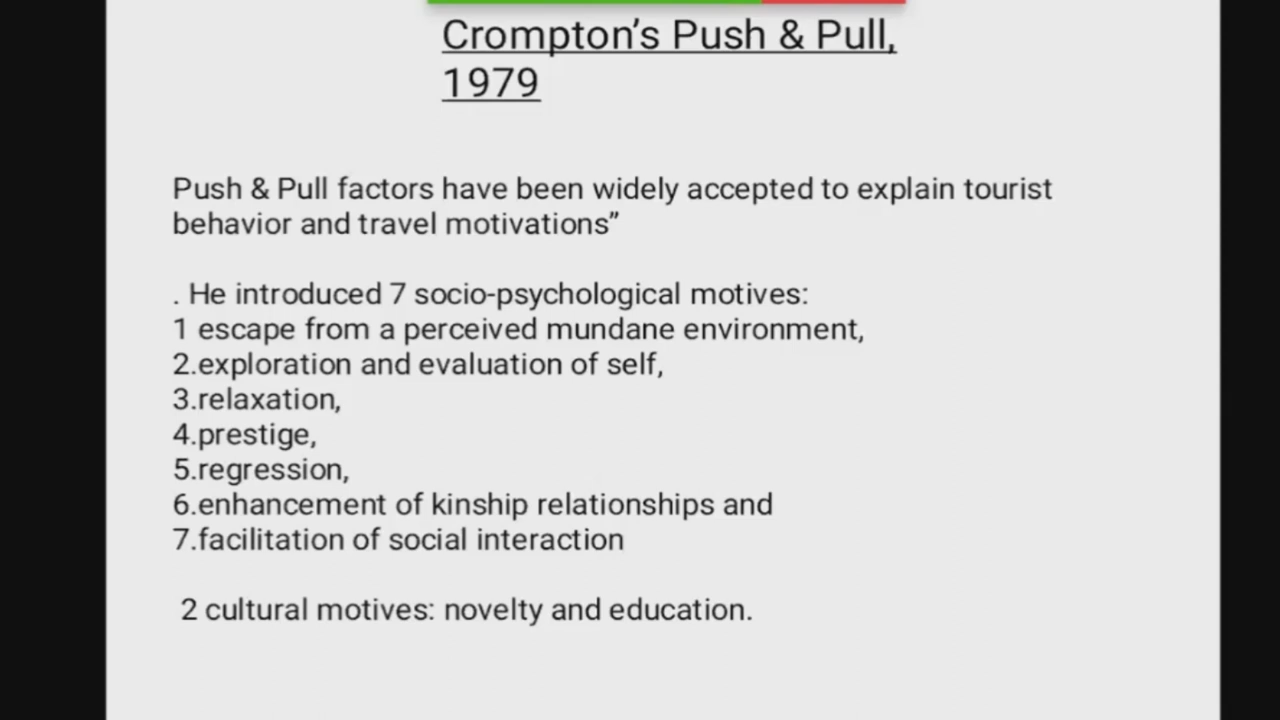 Crompton’s Push & Pull,
1979
Push & Pull factors have been widely accepted to explain tourist
behavior and travel motivations”
. He introduced 7 socio-psychological motives:
1 escape from a perceived mundane environment,
2.exploration and evaluation of self,
3.relaxation,
4.prestige,
5.regression,
6.enhancement of kinship relationships and
7.facilitation of social interaction
2 cultural motives: novelty and education.